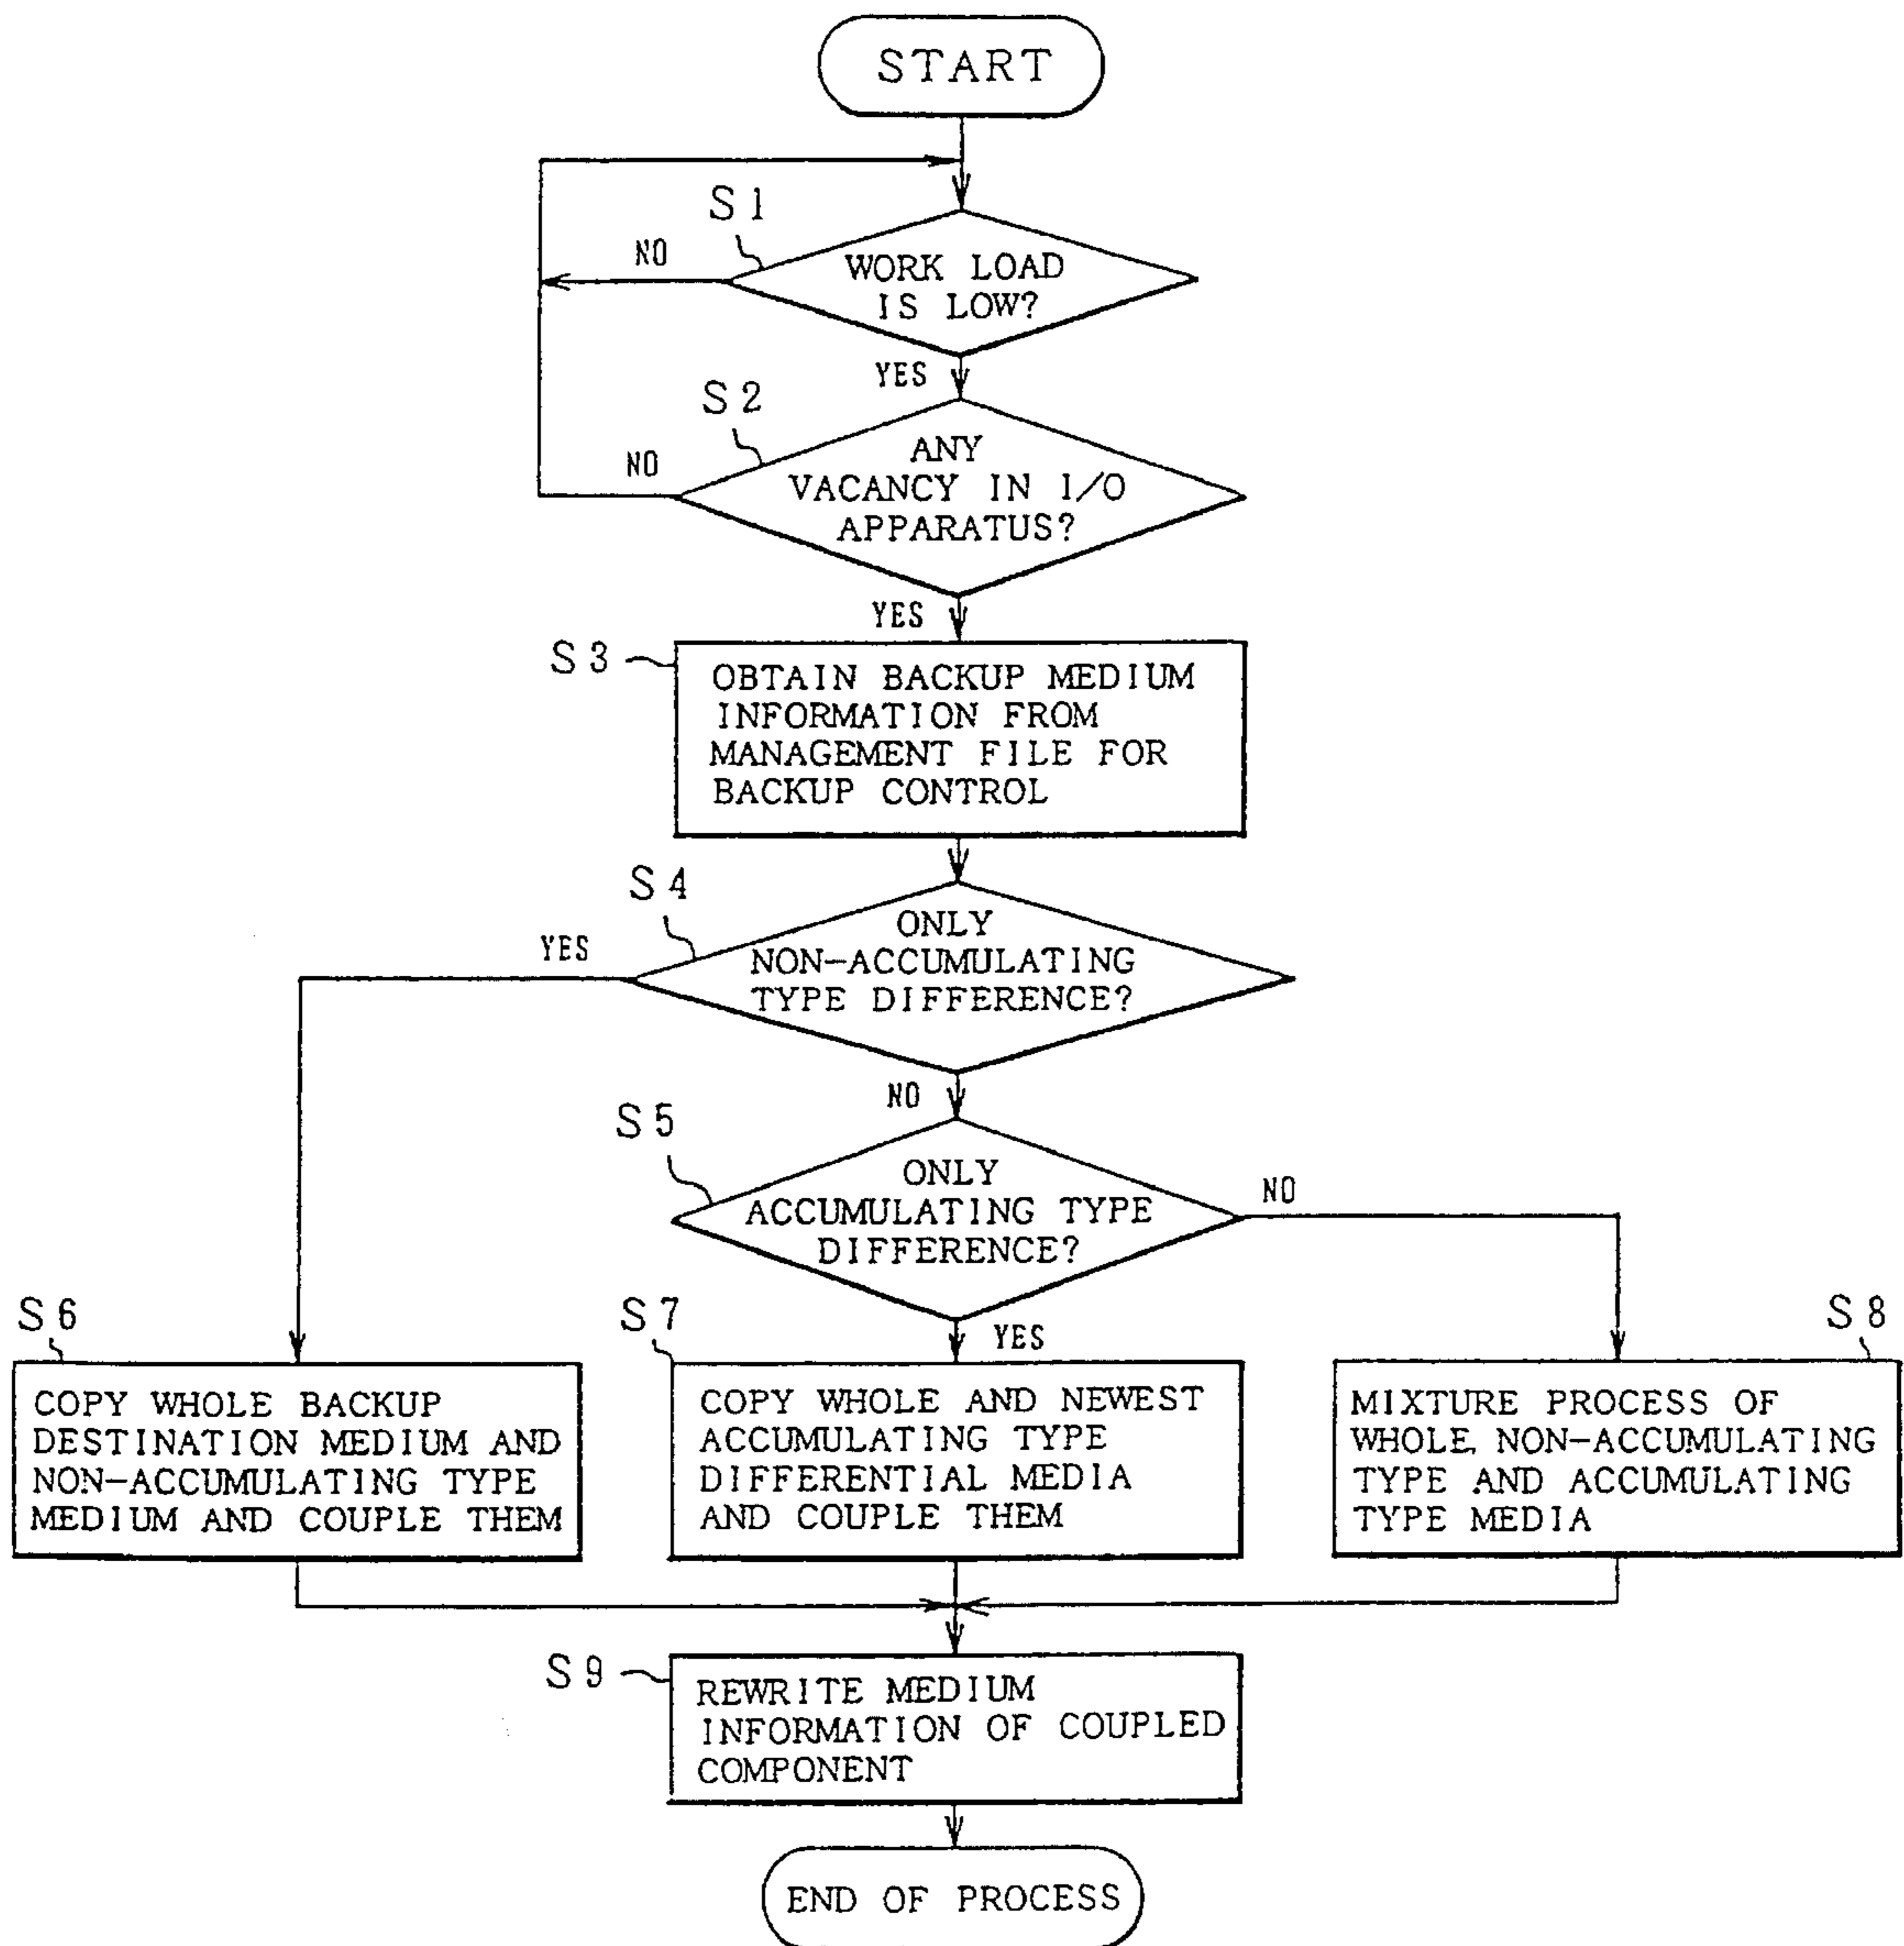 START
S1
NO
WORK LOAD
IS LOW?
YES
S2
NO
ANY
VACANCY IN I/O
APPARATUS?
YES
S3
OBTAIN BACKUP MEDIUM
INFORMATION FROM
MANAGEMENT FILE FOR
BACKUP CONTROL
S4
YES
ONLY
NON-ACCUMULATING
TYPE DIFFERENCE?
NO
S5
ONLY
ACCUMULATING TYPE
DIFFERENCE?
NO
YES
S6
COPY WHOLE BACKUP
DESTINATION MEDIUM AND
NON-ACCUMULATING TYPE
MEDIUM AND COUPLE THEM
S7
COPY WHOLE AND NEWEST
ACCUMULATING TYPE
DIFFERENTIAL MEDIA
AND COUPLE THEM
S8
MIXTURE PROCESS OF
WHOLE, NON-ACCUMULATING
TYPE AND ACCUMULATING
TYPE MEDIA
S9
REWRITE MEDIUM
INFORMATION OF COUPLED
COMPONENT
END OF PROCESS